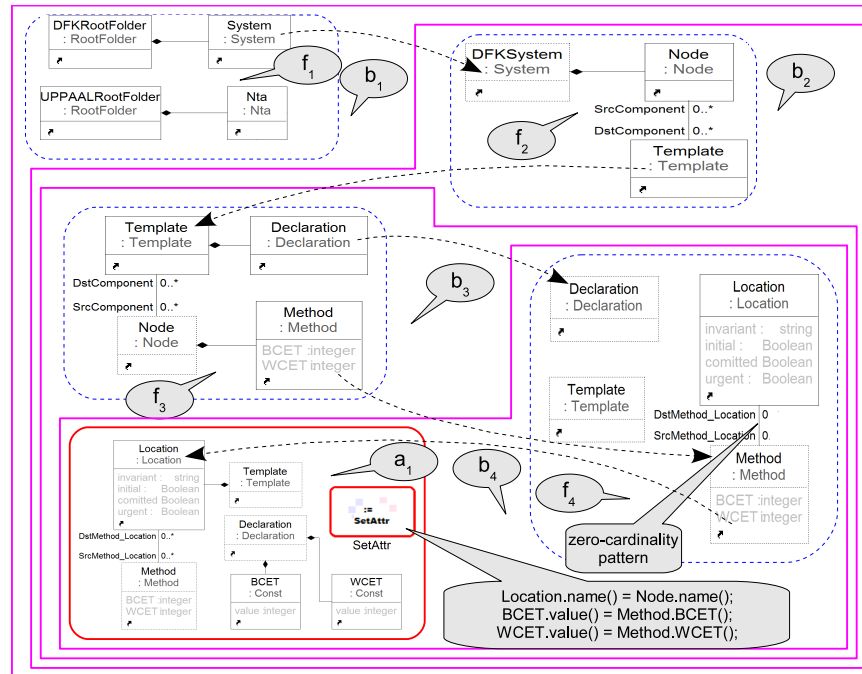 DFKRootFolder
: RootFolder
System
: System
UPPAALRootFolder
: RootFolder
Nta
: Nta
f1
b1
DFKSystem
: System
Node
: Node
SrcComponent 0..*
DstComponent 0..*
Template
: Template
f2
b2
Template
: Template
Declaration
: Declaration
DstComponent 0..*
SrcComponent 0..*
Node
: Node
Method
: Method
BCET :integer
WCET integer
f3
b3
Declaration
: Declaration
Location
: Location
invariant : string
initial : Boolean
comitted Boolean
urgent : Boolean
Template
: Template
DstMethod_Location 0
SrcMethod_Location 0.
Method
: Method
BCET :integer
WCET integer
f4
b4
zero-cardinality
pattern
Location
: Location
invariant : string
initial : Boolean
comitted Boolean
urgent : Boolean
Template
: Template
a1
DstMethod_Location 0..*
SrcMethod_Location 0..*
Declaration
: Declaration
:=
SetAttr
SetAttr
Method
: Method
BCET :integer
WCET integer
BCET
: Const
value :integer
WCET
: Const
value :integer
Location.name() = Node.name();
BCET.value() = Method.BCET();
WCET.value() = Method.WCET();